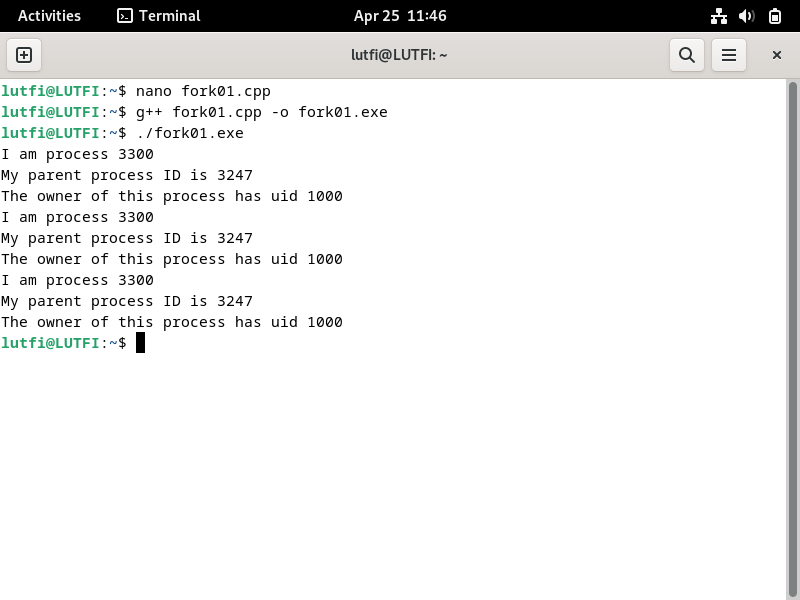 Activities Terminal Apr 25 11:46
lutfi@LUTFI: ~
lutfi@LUTFI:~$ nano fork01.cpp
lutfi@LUTFI:~$ g++ fork01.cpp -o fork01.exe
lutfi@LUTFI:~$ ./fork01.exe
I am process 3300
My parent process ID is 3247
The owner of this process has uid 1000
I am process 3300
My parent process ID is 3247
The owner of this process has uid 1000
I am process 3300
My parent process ID is 3247
The owner of this process has uid 1000
lutfi@LUTFI:~$